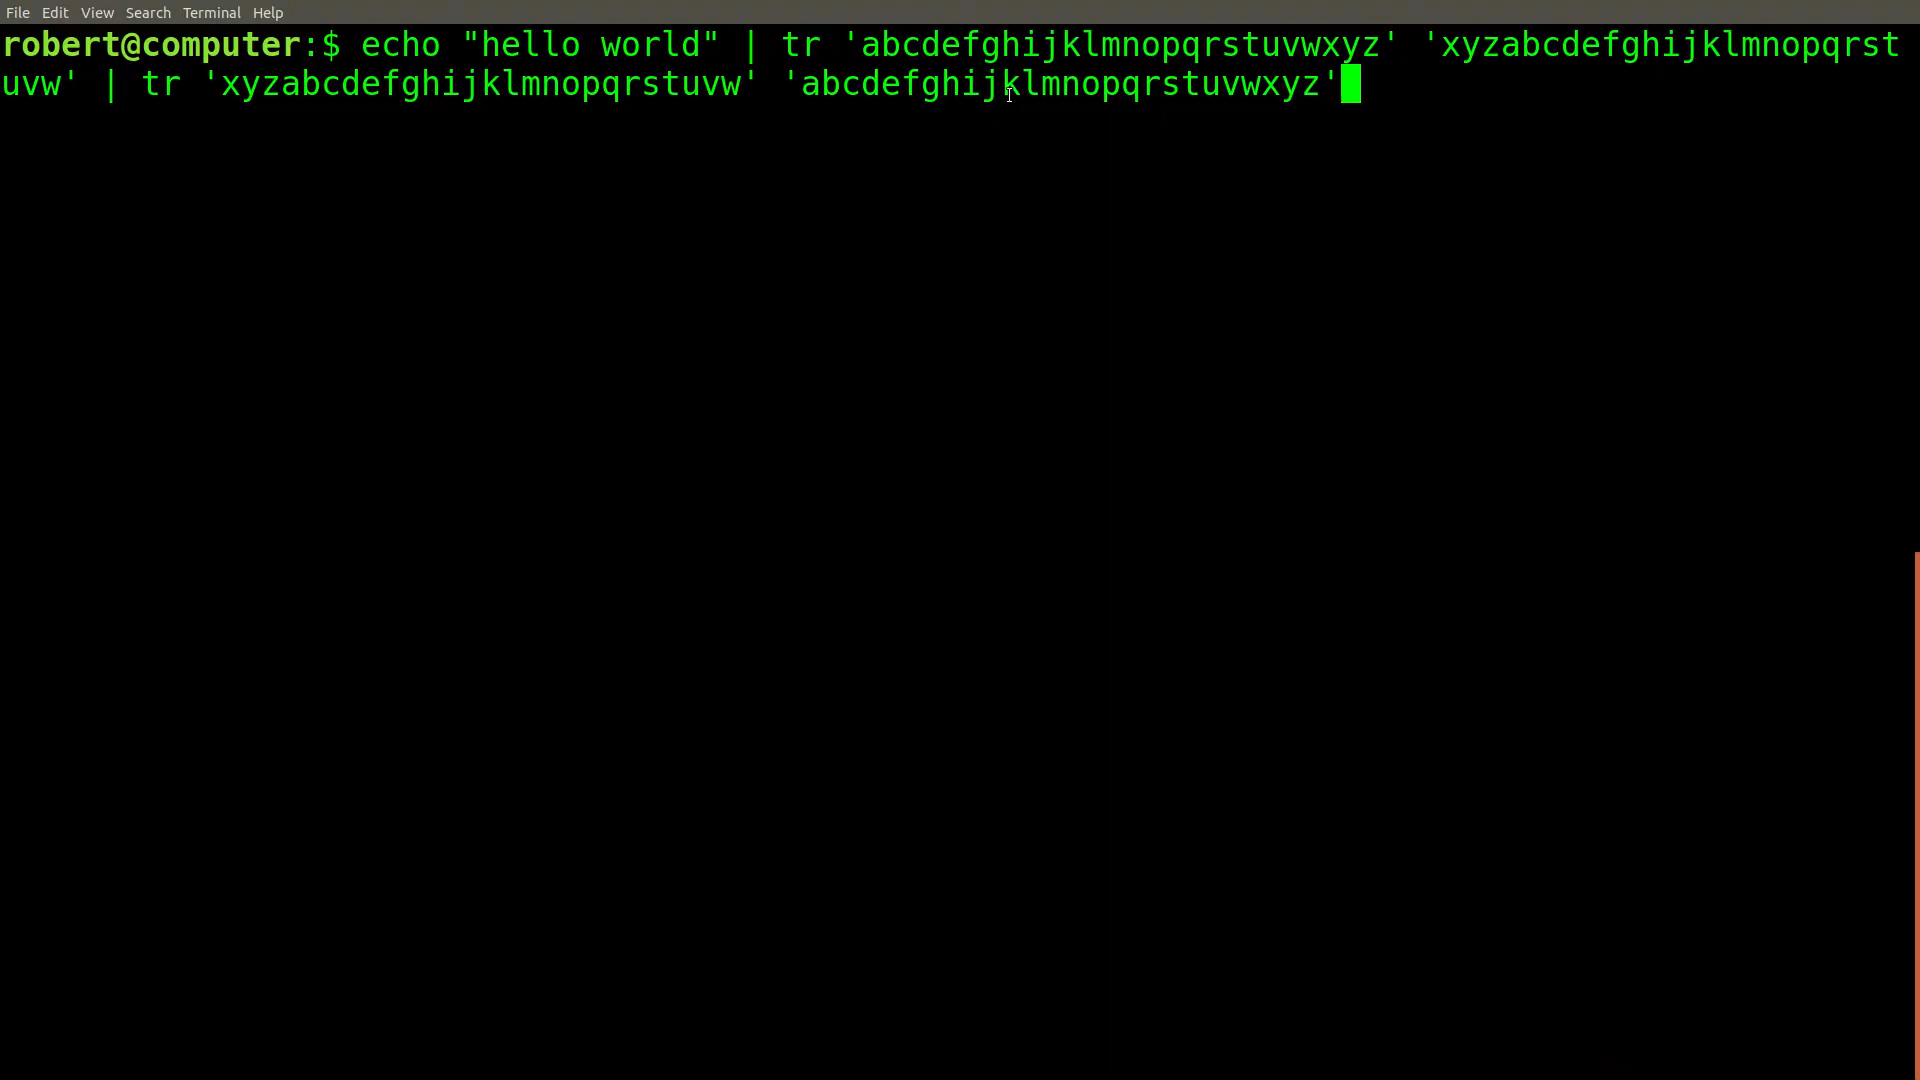 File Edit View Search Terminal Help
robert@computer:$ echo "hello world" | tr 'abcdefghijklmnopqrstuvwxyz' 'xyzabcdefghijklmnopqrst
uvw' | tr 'xyzabcdefghijklmnopqrstuvw' 'abcdefghijklmnopqrstuvwxyz'